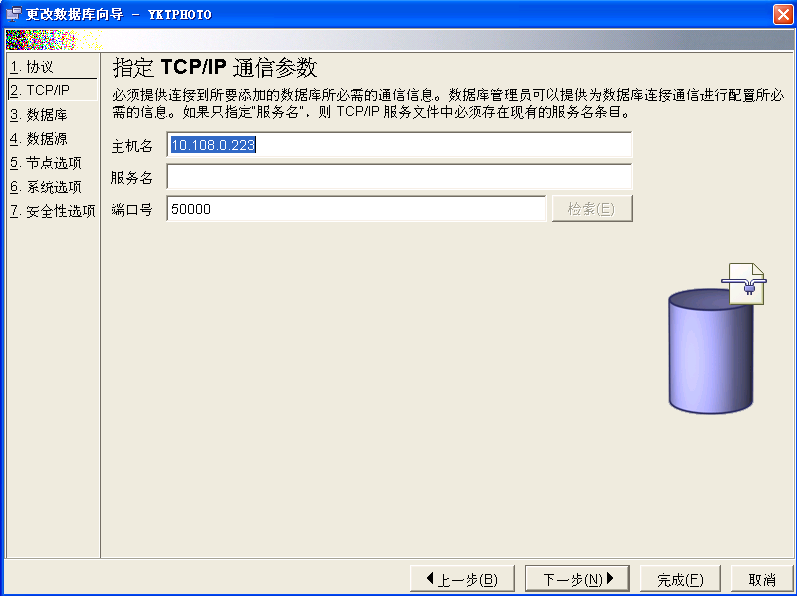 更改数据库向导 - YKTPHOTO
1. 协议
2. TCP/IP
3. 数据库
4. 数据源
5. 节点选项
6. 系统选项
7. 安全性选项
指定 TCP/IP 通信参数
必须提供连接到所要添加的数据库所必需的通信信息。数据库管理员可以提供为数据库连接通信进行配置所必
需的信息。如果只指定“服务名”，则 TCP/IP 服务文件中必须存在现有的服务名条目。
主机名 10.108.0.223
服务名
端口号 50000 检索(E)
上一步(B) 下一步(N) 完成(F) 取消